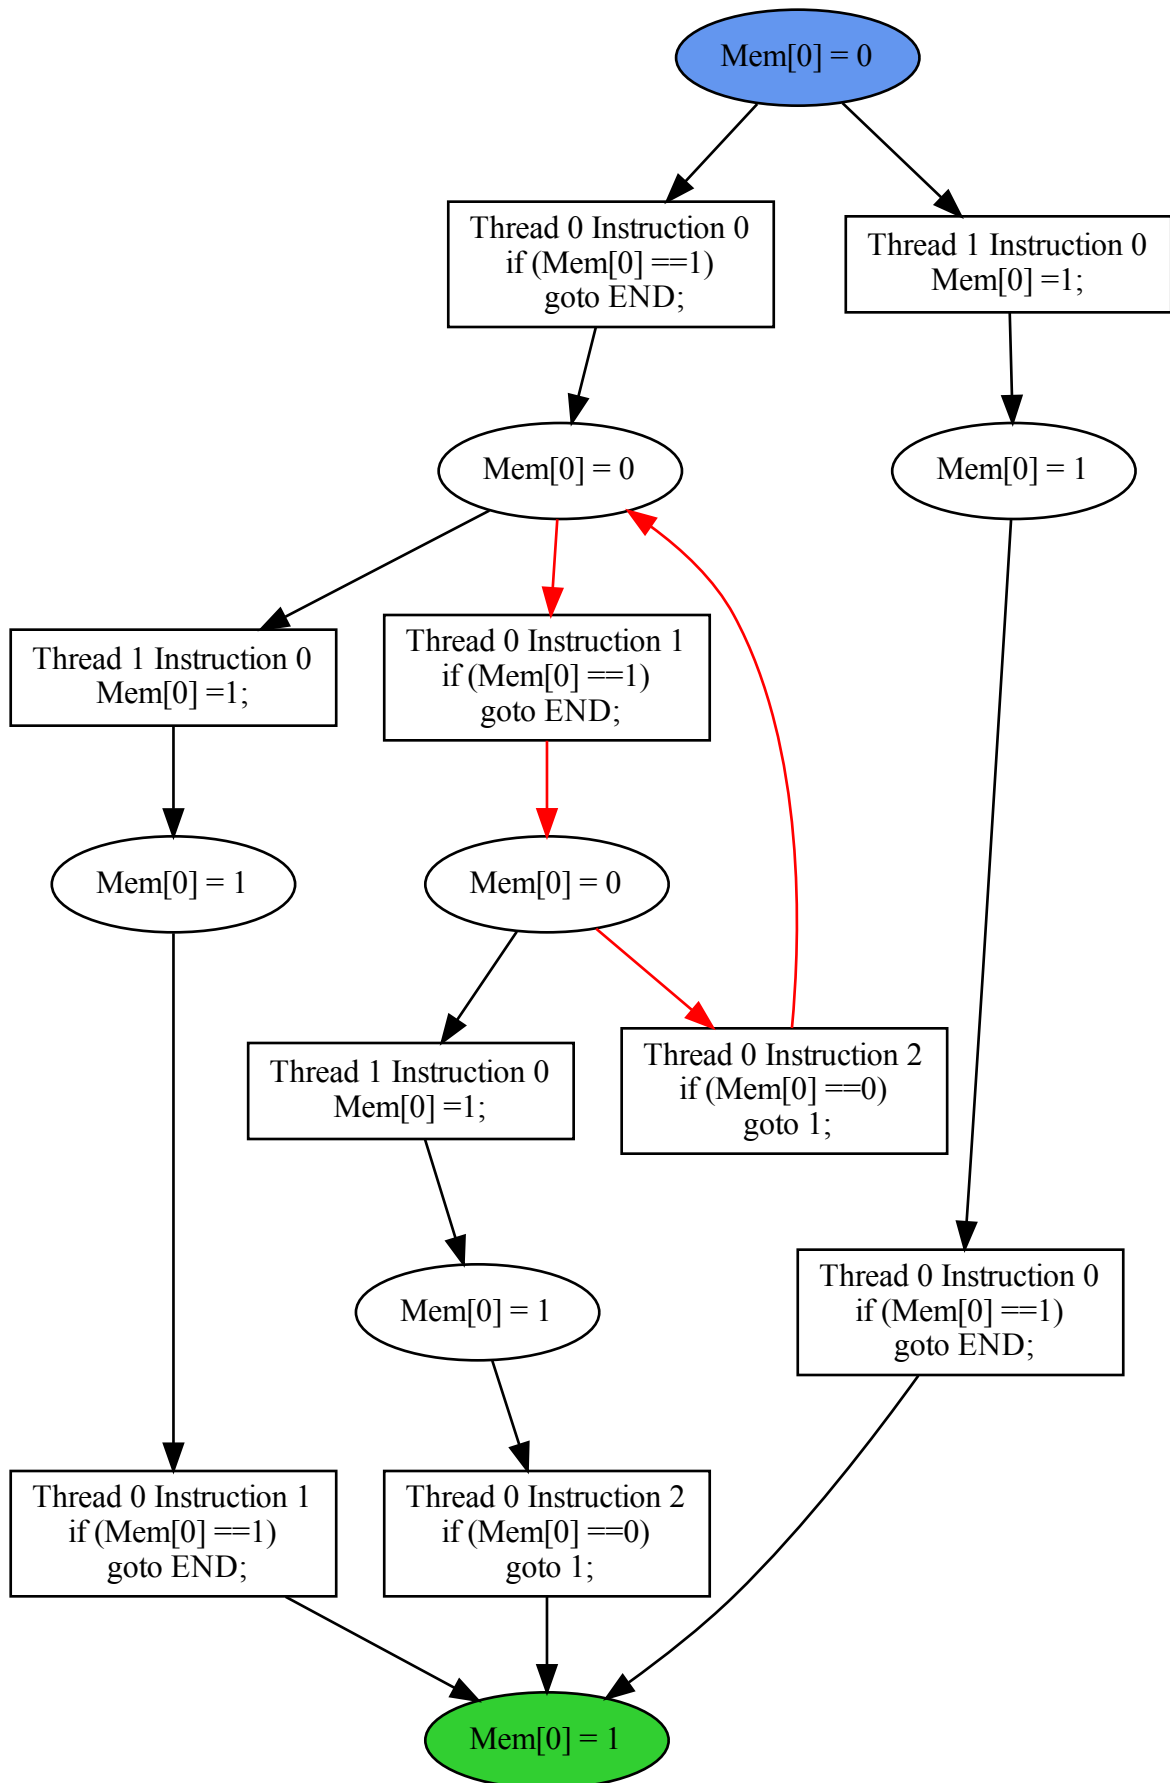 Mem[0] = 0
Thread 0 Instruction 0
if (Mem[0] ==1)
goto END;
Thread 1 Instruction 0
Mem[0] =1;
Mem[0] = 0
Mem[0] = 1
Thread 1 Instruction 0
Mem[0] =1;
Thread 0 Instruction 1
if (Mem[0] ==1)
goto END;
Mem[0] = 1
Mem[0] = 0
Thread 1 Instruction 0
Mem[0] =1;
Thread 0 Instruction 2
if (Mem[0] ==0)
goto 1;
Mem[0] = 1
Thread 0 Instruction 0
if (Mem[0] ==1)
goto END;
Thread 0 Instruction 1
if (Mem[0] ==1)
goto END;
Thread 0 Instruction 2
if (Mem[0] ==0)
goto 1;
Mem[0] = 1